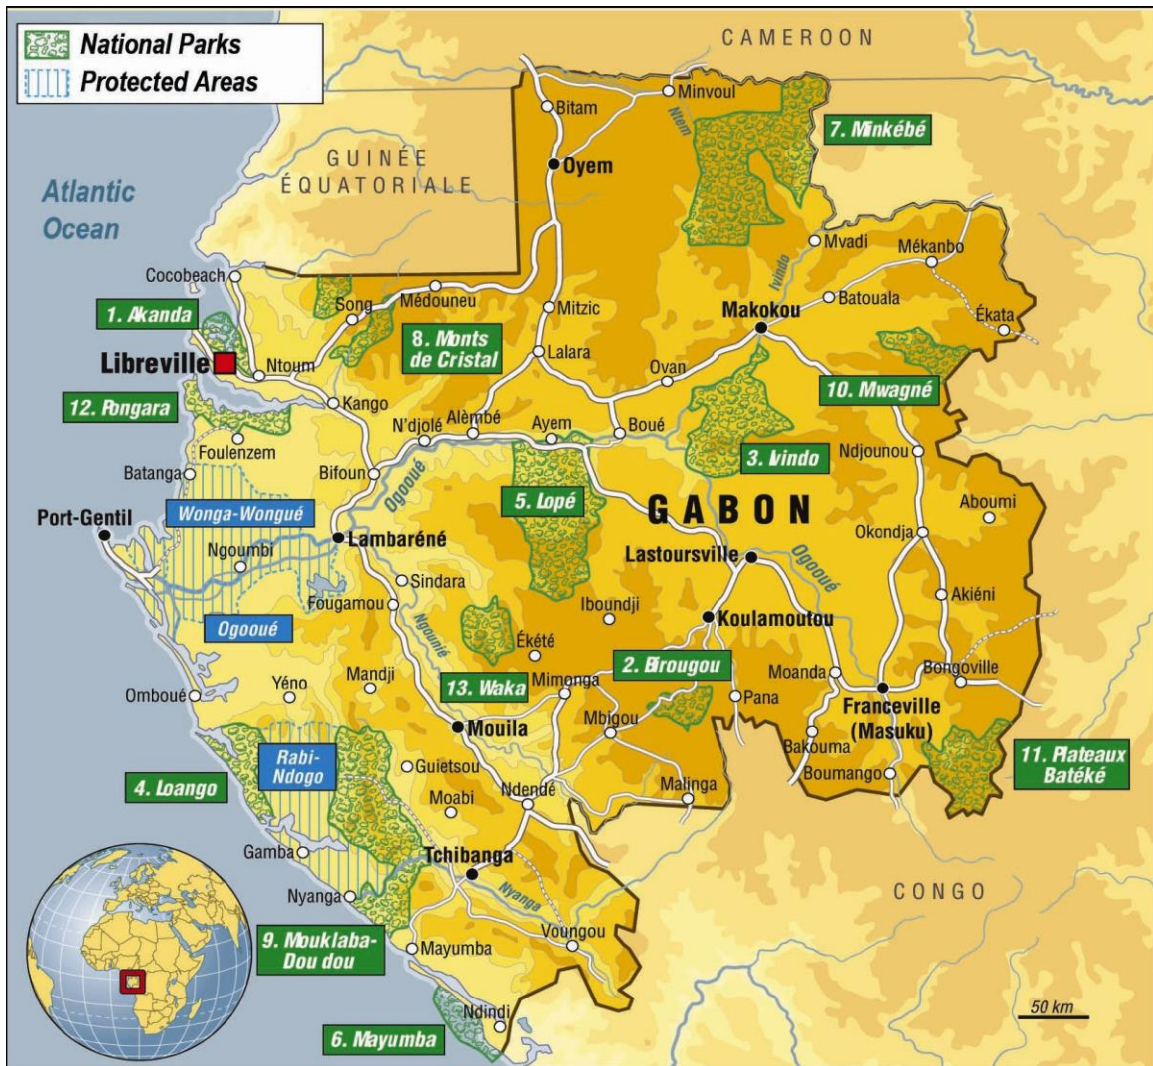 National Parks
Protected Areas
CAMEROON
Minvoul
Bitam
Ntem
7. Minkébé
GUINÉE
ÉQUATORIALE
Oyem
Atlantic
Ocean
Mvadi
Mékanbo
Cocobeach
Ivindo
Médouneu
Batouala
1. Akanda
Song
Mitzic
Makokou
Ékata
8. Monts
de Cristal
Libreville
Ntoum
Lalara
Ovan
10. Mwagné
12. Pongara
Kango
N'djolé
Alèmbé
Ayem
Boué
Foulenzem
Ndjounou
Batanga
Bifoun
3. Ivindo
Ogooué
5. Lopé
GABON
Aboumi
Wonga-Wongué
Port-Gentil
Lambaréné
Okondja
Ngoumbi
Lastoursville
Ogooué
Sindara
Akiéni
Fougamou
Iboundji
Koulamoutou
Ogooué
Ngounié
Ékété
2. Birougou
Bongoville
Moanda
Mandji
13. Waka
Mimonga
Omboué
Yéno
Pana
Franceville
(Masuku)
Mouila
Mbigou
Bakouma
Rabi-
Ndogo
11. Plateaux
Batéké
Guietsou
Boumango
4. Loango
Ndendé
Malinga
Moabi
Gamba
Tchibanga
CONGO
Nyanga
Nyanga
9. Mouklaba-
Dou dou
Mayumba
Voungou
50 km
Ndindi
6. Mayumba